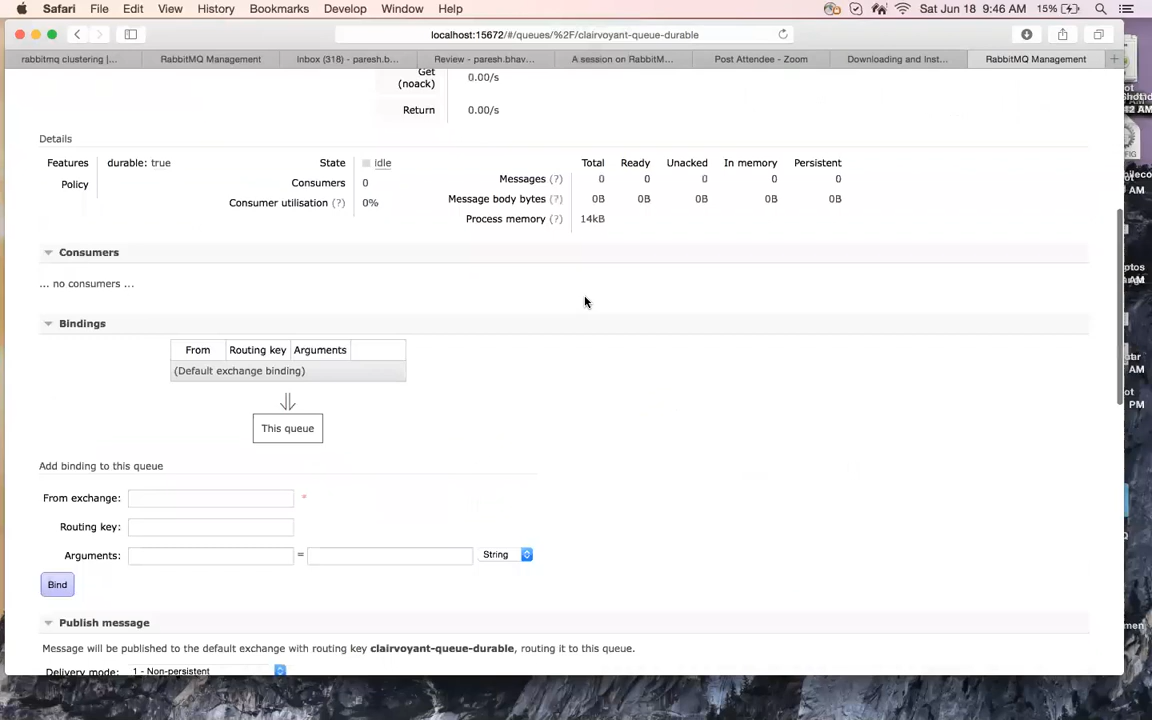 Safari File Edit View History Bookmarks Develop Window Help Sat Jun 18 9:46 AM 15%
localhost:15672/#/queues/%2F/clairvoyant-queue-durable
rabbitmq clustering |... RabbitMQ Management Inbox (318) - paresh.b... Review - paresh.bhav... A session on RabbitM... Post Attendee - Zoom Downloading and Inst... RabbitMQ Management
Get (noack) 0.00/s
Return 0.00/s
Details
Features durable: true State idle Total Ready Unacked In memory Persistent
Policy Consumers 0 Messages (?) 0 0 0 0 0
Consumer utilisation (?) 0% Message body bytes (?) 0B 0B 0B 0B 0B
Process memory (?) 14kB
Consumers
... no consumers ...
Bindings
From Routing key Arguments
(Default exchange binding)
⇓
This queue
Add binding to this queue
From exchange: *
Routing key:
Arguments: = String
Bind
Publish message
Message will be published to the default exchange with routing key clairvoyant-queue-durable, routing it to this queue.
Delivery mode: 1 - Non-persistent